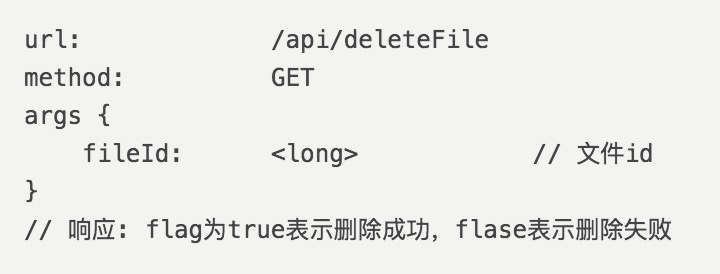 url:             /api/deleteFile
method:          GET
args {
    fileId:      <long>            // 文件id
}
// 响应: flag为true表示删除成功，flase表示删除失败